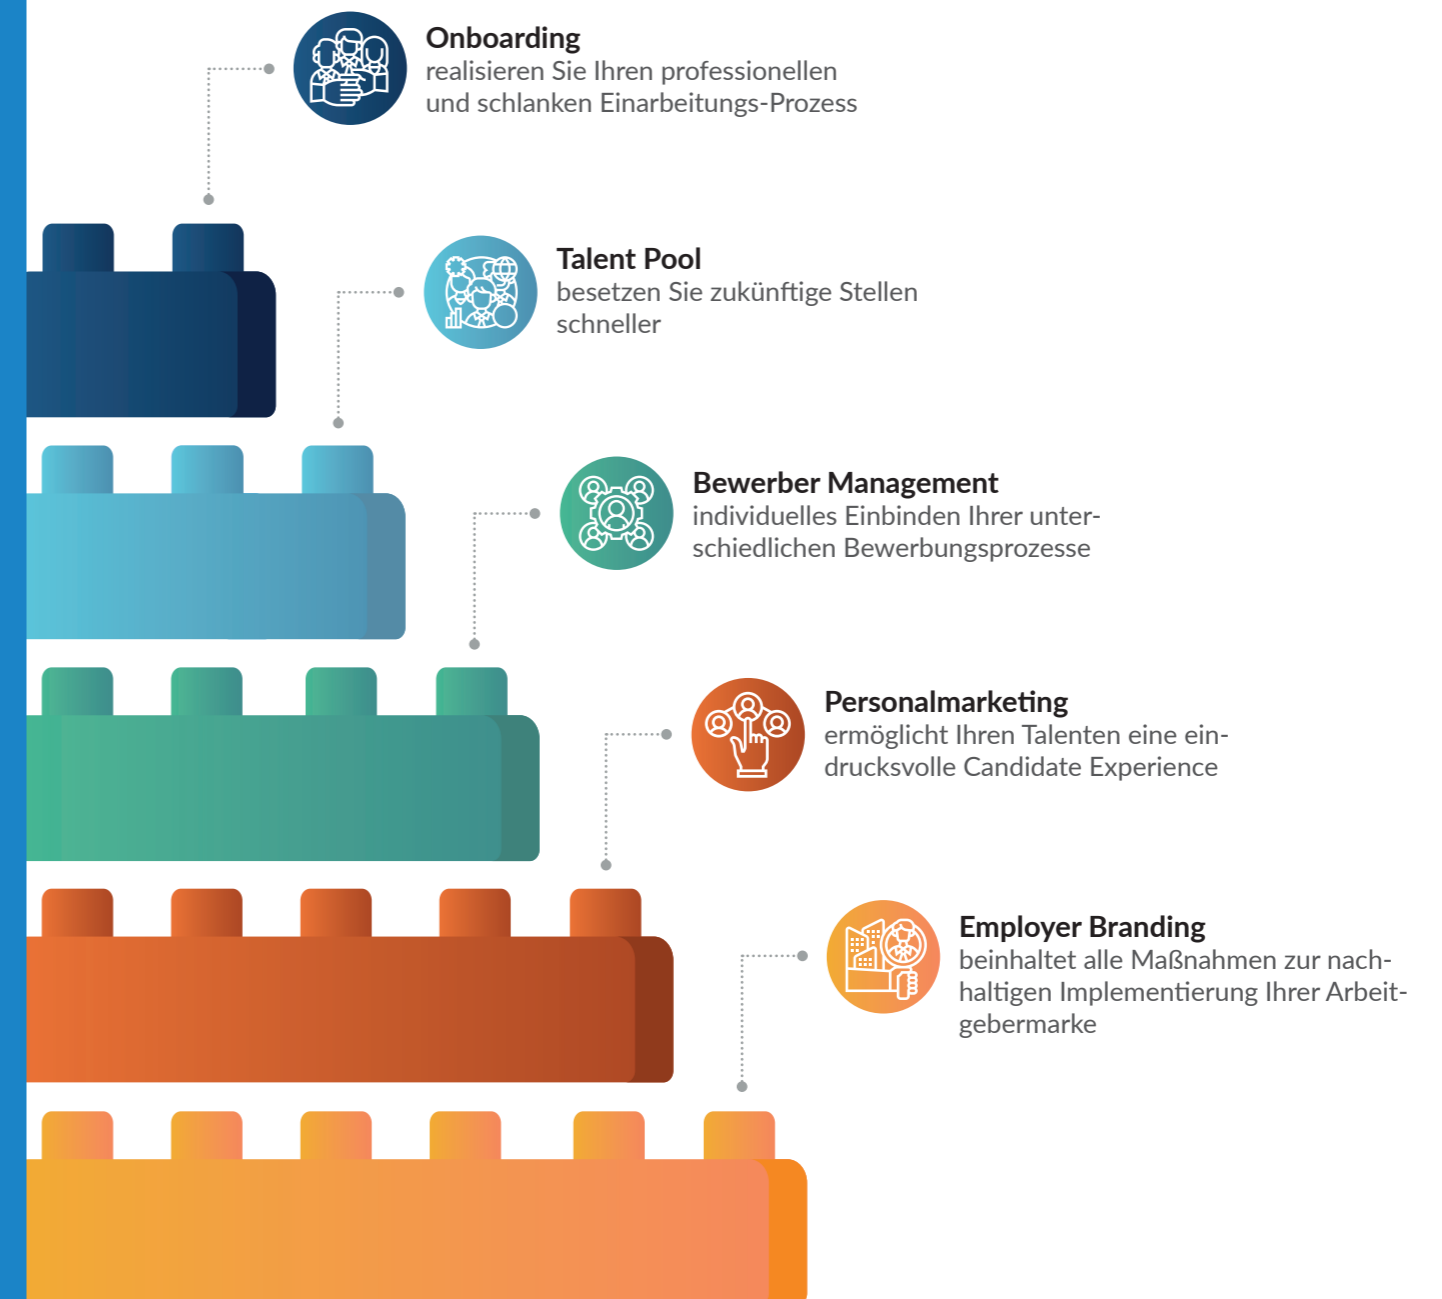 Onboarding
realisieren Sie Ihren professionellen
und schlanken Einarbeitungs-Prozess
Talent Pool
besetzen Sie zukünftige Stellen
schneller
Bewerber Management
individuelles Einbinden Ihrer unter-
schiedlichen Bewerbungsprozesse
Personalmarketing
ermöglicht Ihren Talenten eine ein-
drucksvolle Candidate Experience
Employer Branding
beinhaltet alle Maßnahmen zur nach-
haltigen Implementierung Ihrer Arbeit-
gebermarke